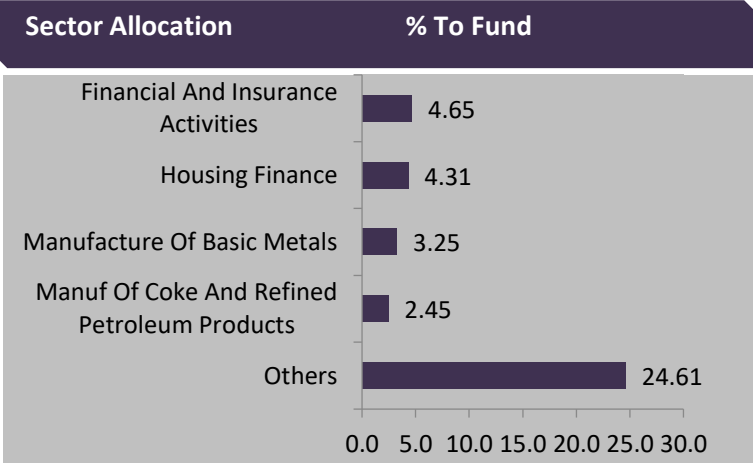 Sector Allocation % To Fund
Financial And Insurance
Activities
4.65
Housing Finance 4.31
Manufacture Of Basic Metals 3.25
Manuf Of Coke And Refined
Petroleum Products
2.45
Others 24.61
0.0 5.0 10.0 15.0 20.0 25.0 30.0